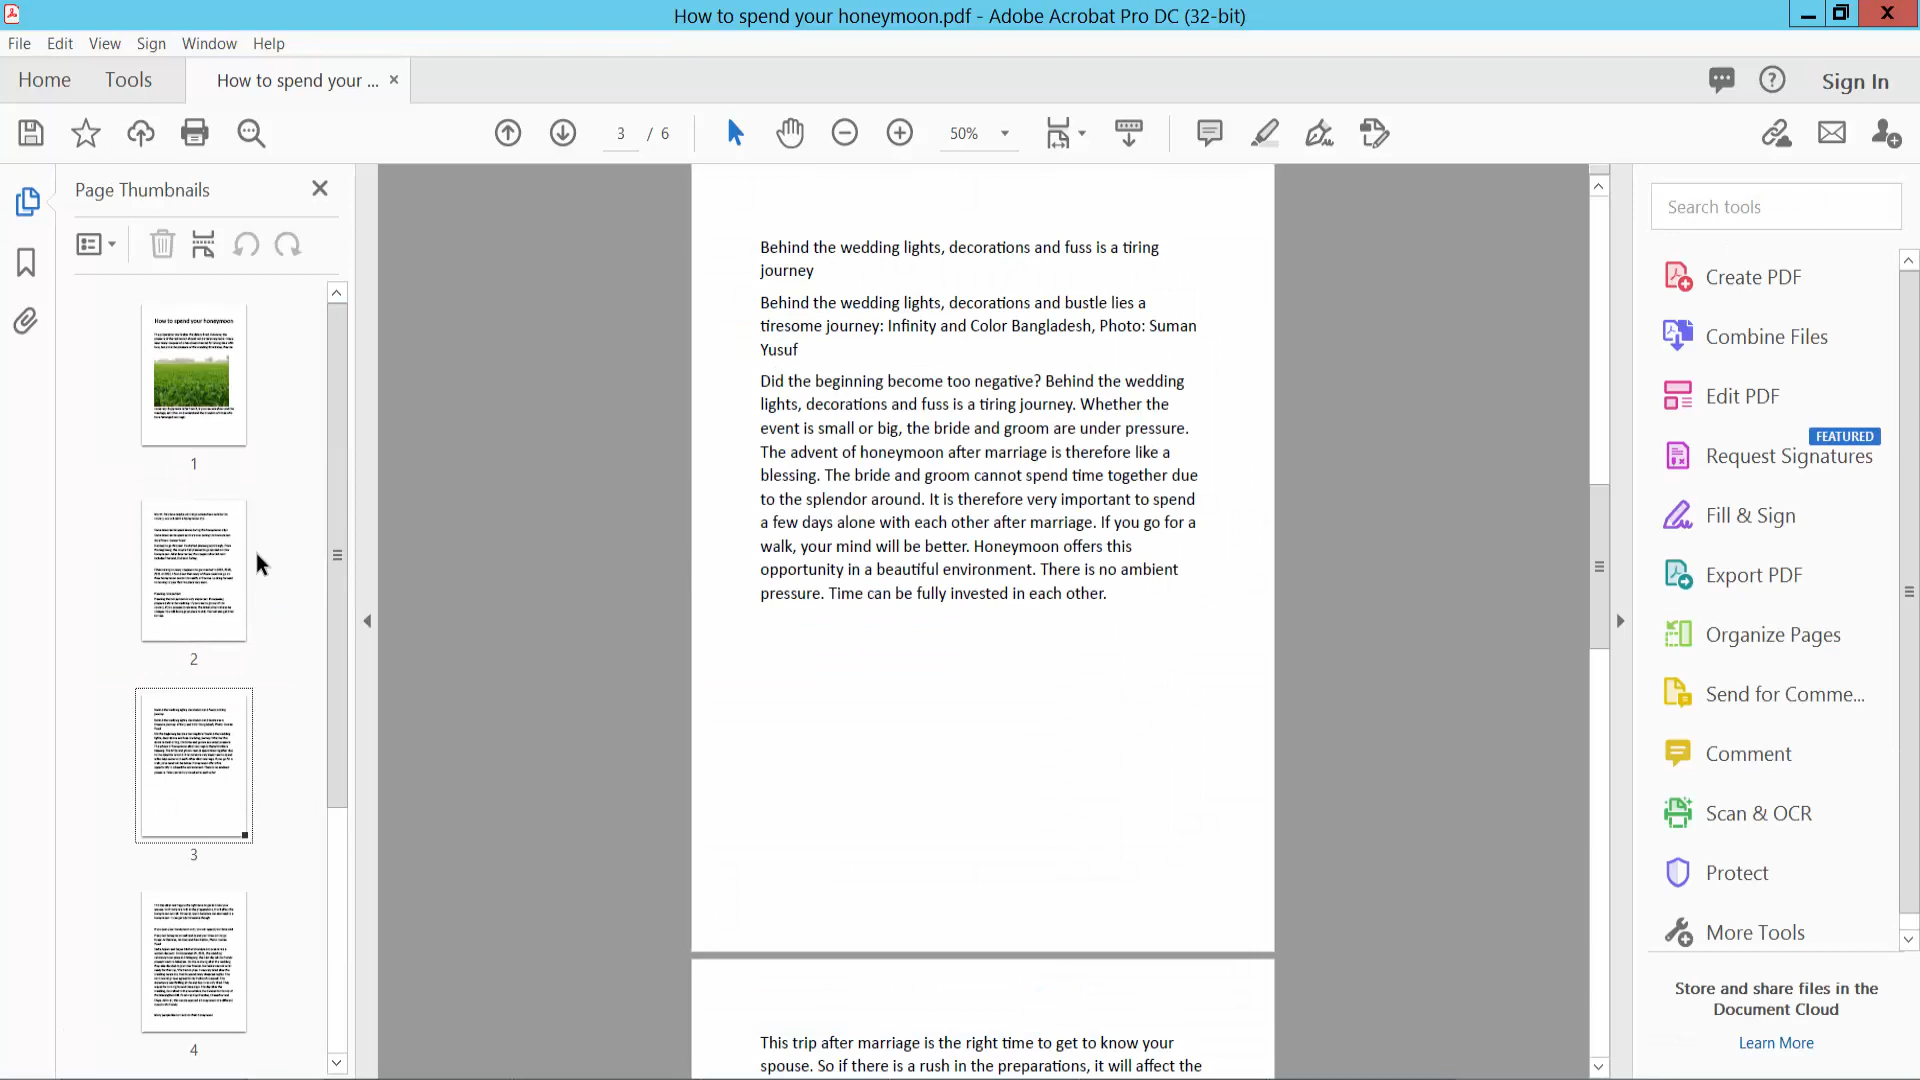 How to spend your honeymoon.pdf - Adobe Acrobat Pro DC (32-bit)
File Edit View Sign Window Help
Home Tools How to spend your ... × Sign In
3 / 6 50%
Page Thumbnails
How to spend your honeymoon
1
2
3
4
Behind the wedding lights, decorations and fuss is a tiring
journey
Behind the wedding lights, decorations and bustle lies a
tiresome journey: Infinity and Color Bangladesh, Photo: Suman
Yusuf
Did the beginning become too negative? Behind the wedding
lights, decorations and fuss is a tiring journey. Whether the
event is small or big, the bride and groom are under pressure.
The advent of honeymoon after marriage is therefore like a
blessing. The bride and groom cannot spend time together due
to the splendor around. It is therefore very important to spend
a few days alone with each other after marriage. If you go for a
walk, your mind will be better. Honeymoon offers this
opportunity in a beautiful environment. There is no ambient
pressure. Time can be fully invested in each other.
This trip after marriage is the right time to get to know your
spouse. So if there is a rush in the preparations, it will affect the
Search tools
Create PDF
Combine Files
Edit PDF
FEATURED
Request Signatures
Fill & Sign
Export PDF
Organize Pages
Send for Comme...
Comment
Scan & OCR
Protect
More Tools
Store and share files in the
Document Cloud
Learn More